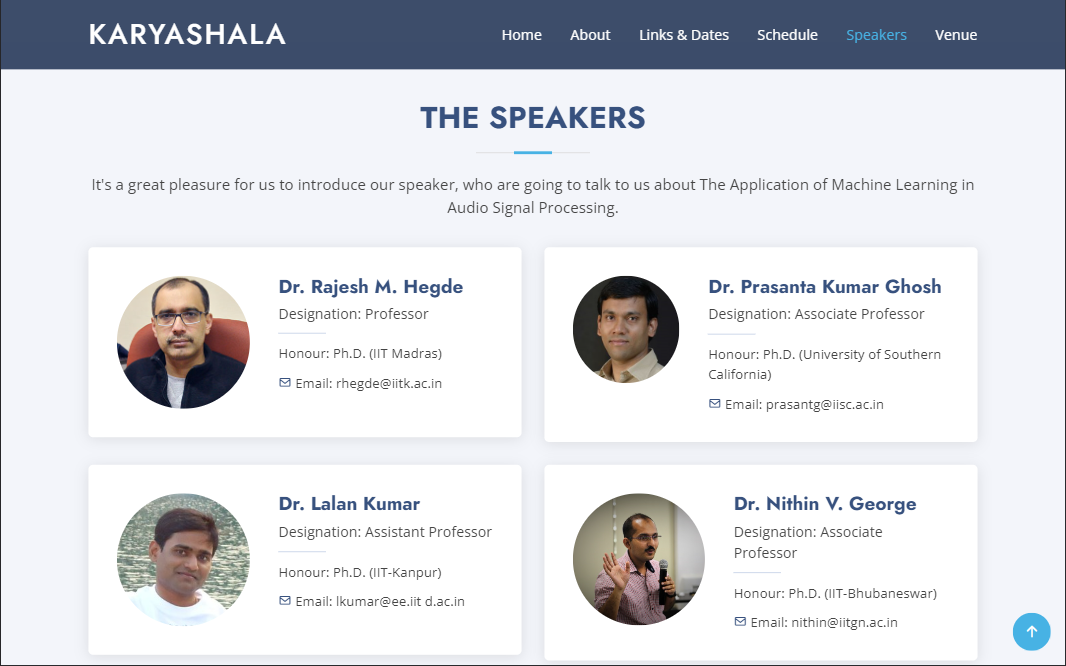 KARYASHALA
Home About Links & Dates Schedule Speakers Venue
THE SPEAKERS
It's a great pleasure for us to introduce our speaker, who are going to talk to us about The Application of Machine Learning in
Audio Signal Processing.
Dr. Rajesh M. Hegde
Designation: Professor
Honour: Ph.D. (IIT Madras)
Email: rhegde@iitk.ac.in
Dr. Prasanta Kumar Ghosh
Designation: Associate Professor
Honour: Ph.D. (University of Southern
California)
Email: prasantg@iisc.ac.in
Dr. Lalan Kumar
Designation: Assistant Professor
Honour: Ph.D. (IIT-Kanpur)
Email: lkumar@ee.iit d.ac.in
Dr. Nithin V. George
Designation: Associate
Professor
Honour: Ph.D. (IIT-Bhubaneswar)
Email: nithin@iitgn.ac.in